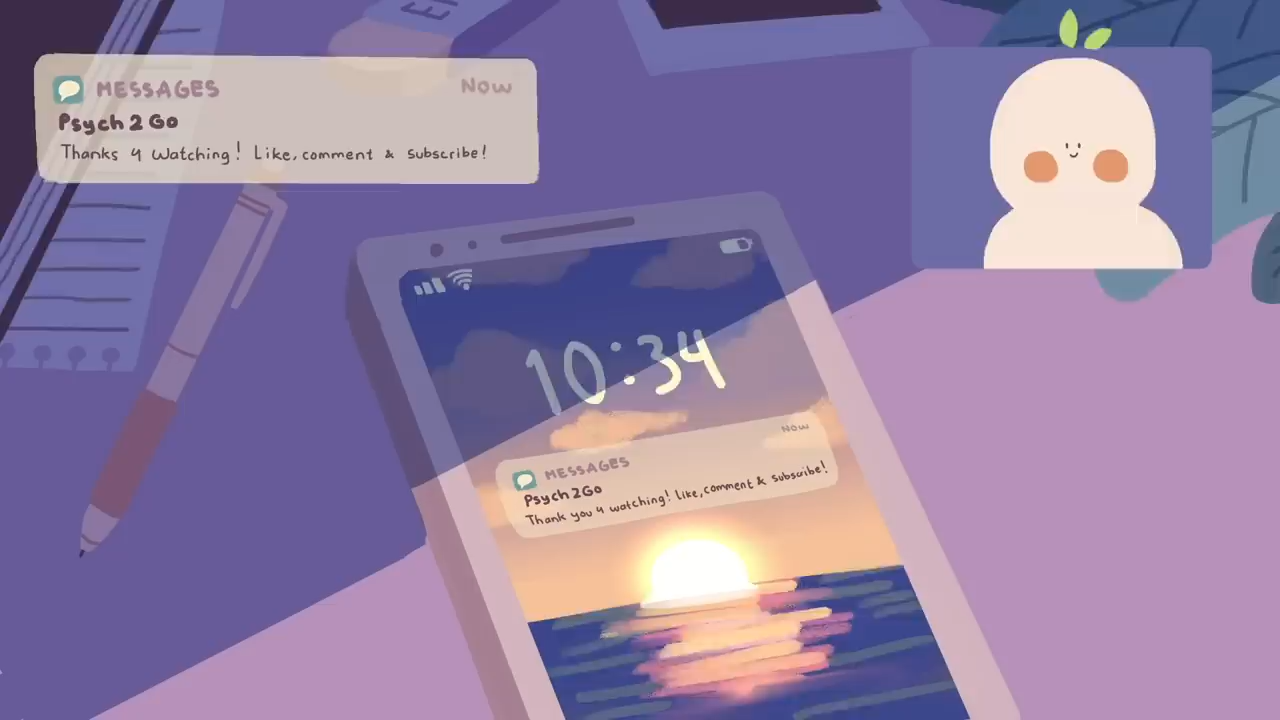 MESSAGES
Now
Psych 2 Go
Thanks 4 Watching! Like, comment & subscribe!
10:34
Now
MESSAGES
Psych 2 Go
Thank you 4 watching! like, comment & subscribe!